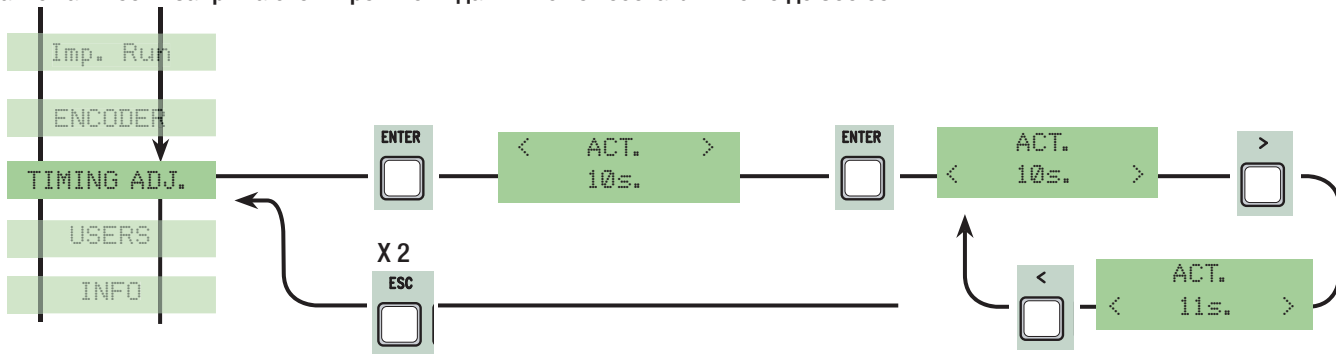 Imp. Run
ENCODER
TIMING ADJ.
USERS
INFO
ENTER
< ACT. >
10s.
ENTER
ACT.
< 10s. >
>
X 2
ESC
<
ACT.
< 11s. >